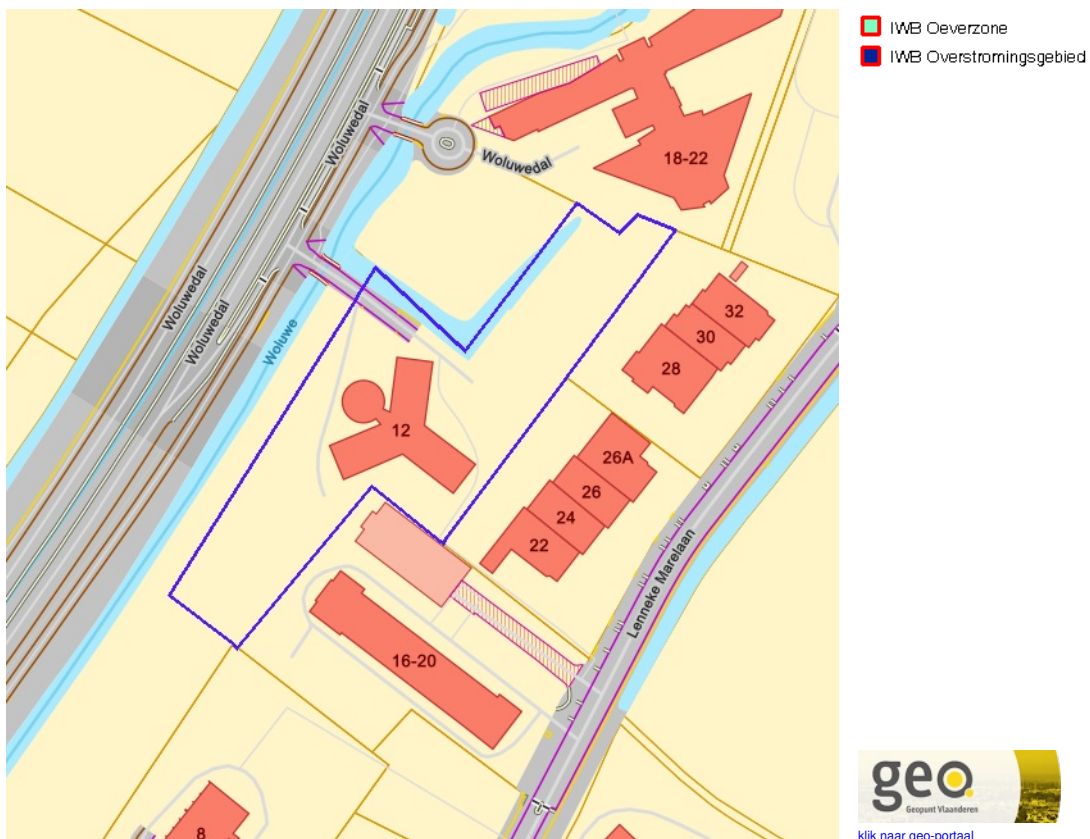 IWB Oeverzone
IWB Overstromingsgebied
Woluwedal
Woluwedal
18-22
Woluwedal
Woluwedal
Woluwe
32
30
28
12
26A
26
24
22
Lenneke Marelaan
16-20
8
geo
Geopunt Vlaanderen
klik naar geo-portaal